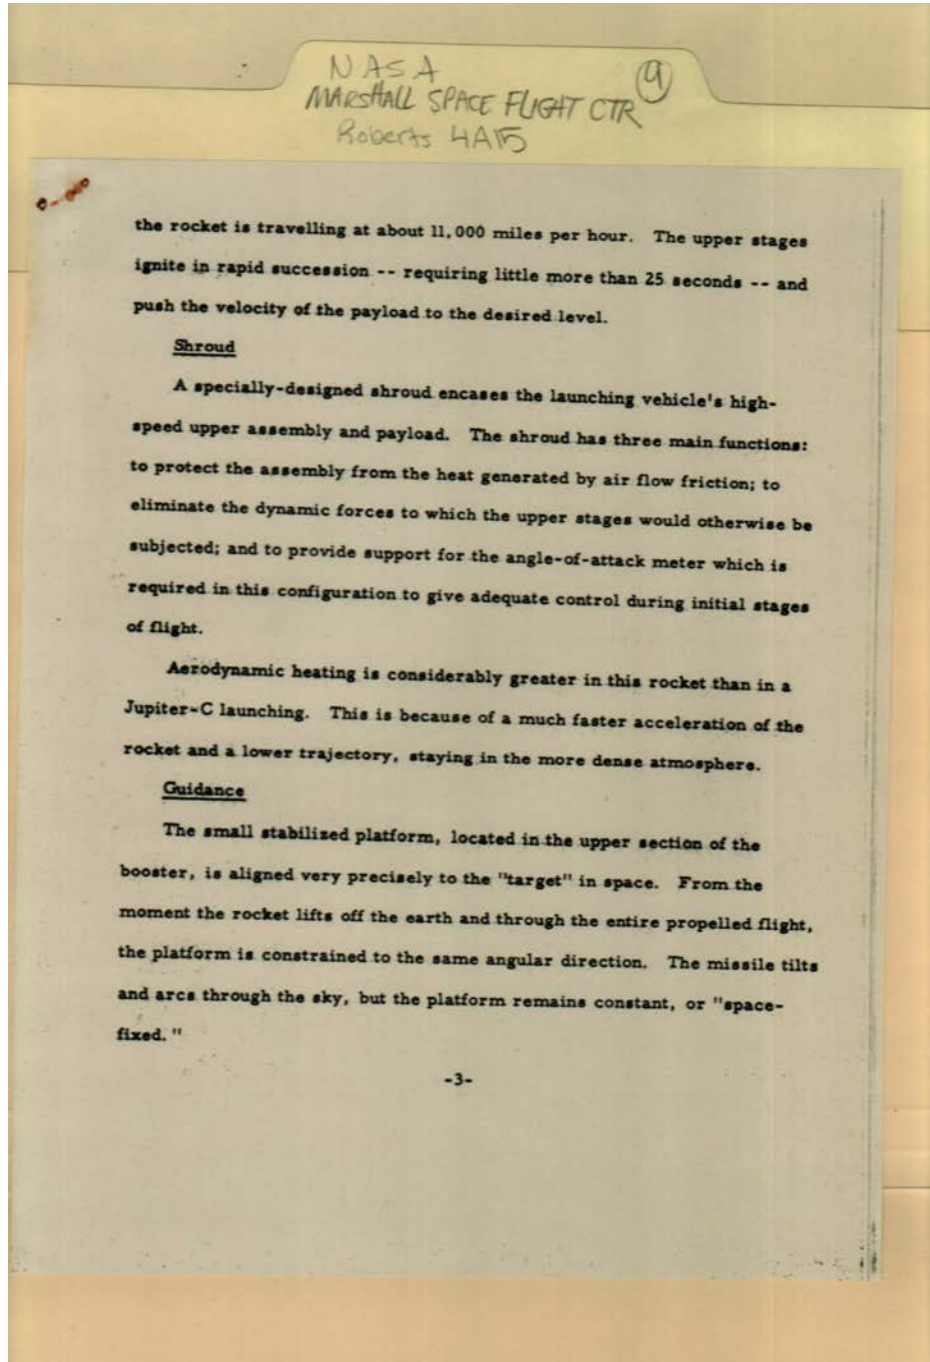 NASA
MARSHALL SPACE FLIGHT CTR
9
Roberts 4A15
the rocket is travelling at about 11,000 miles per hour. The upper stages
ignite in rapid succession -- requiring little more than 25 seconds -- and
push the velocity of the payload to the desired level.
Shroud
A specially-designed shroud encases the launching vehicle's high-
speed upper assembly and payload. The shroud has three main functions:
to protect the assembly from the heat generated by air flow friction; to
eliminate the dynamic forces to which the upper stages would otherwise be
subjected; and to provide support for the angle-of-attack meter which is
required in this configuration to give adequate control during initial stages
of flight.
Aerodynamic heating is considerably greater in this rocket than in a
Jupiter-C launching. This is because of a much faster acceleration of the
rocket and a lower trajectory, staying in the more dense atmosphere.
Guidance
The small stabilized platform, located in the upper section of the
booster, is aligned very precisely to the "target" in space. From the
moment the rocket lifts off the earth and through the entire propelled flight,
the platform is constrained to the same angular direction. The missile tilts
and arcs through the sky, but the platform remains constant, or "space-
fixed."
-3-